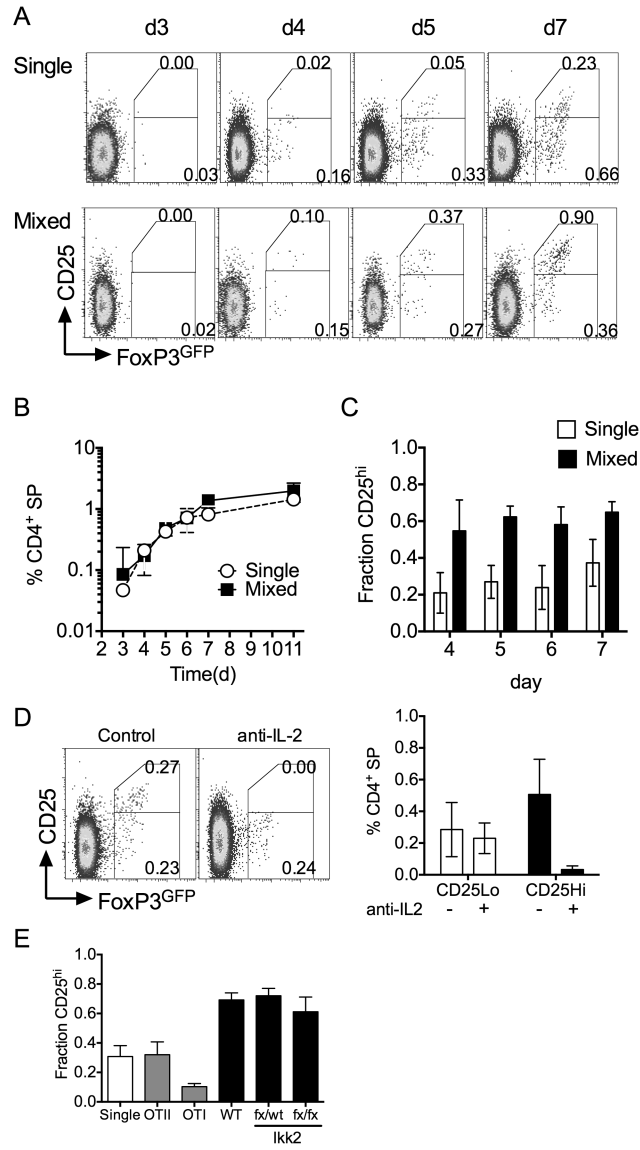 A
d3 d4 d5 d7
Single
0.00 0.02 0.05 0.23
0.03 0.16 0.33 0.66
Mixed
0.00 0.10 0.37 0.90
0.02 0.15 0.27 0.36
CD25
FoxP3GFP
B
10
1
0.1
0.01
% CD4+ SP
Single
Mixed
2 3 4 5 6 7 8 9 10 11
Time(d)
C
Single
Mixed
Fraction CD25hi
1.0
0.8
0.6
0.4
0.2
0.0
4 5 6 7
day
D
Control anti-IL-2
0.27 0.00
0.23 0.24
CD25
FoxP3GFP
% CD4+ SP
1.0
0.8
0.6
0.4
0.2
0.0
CD25Lo CD25Hi
anti-IL2 - + - +
E
Fraction CD25hi
1.0
0.8
0.6
0.4
0.2
0.0
Single OTII OTI WT fx/wt fx/fx
Ikk2